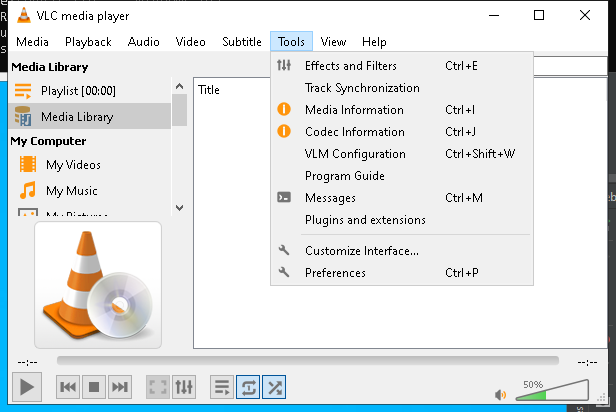 VLC media player
Media Playback Audio Video Subtitle Tools View Help
Media Library
Playlist [00:00]
Media Library
My Computer
My Videos
My Music
My Pictures
Title
Effects and Filters Ctrl+E
Track Synchronization
Media Information Ctrl+I
Codec Information Ctrl+J
VLM Configuration Ctrl+Shift+W
Program Guide
Messages Ctrl+M
Plugins and extensions
Customize Interface...
Preferences Ctrl+P
--:-- --:--
50%